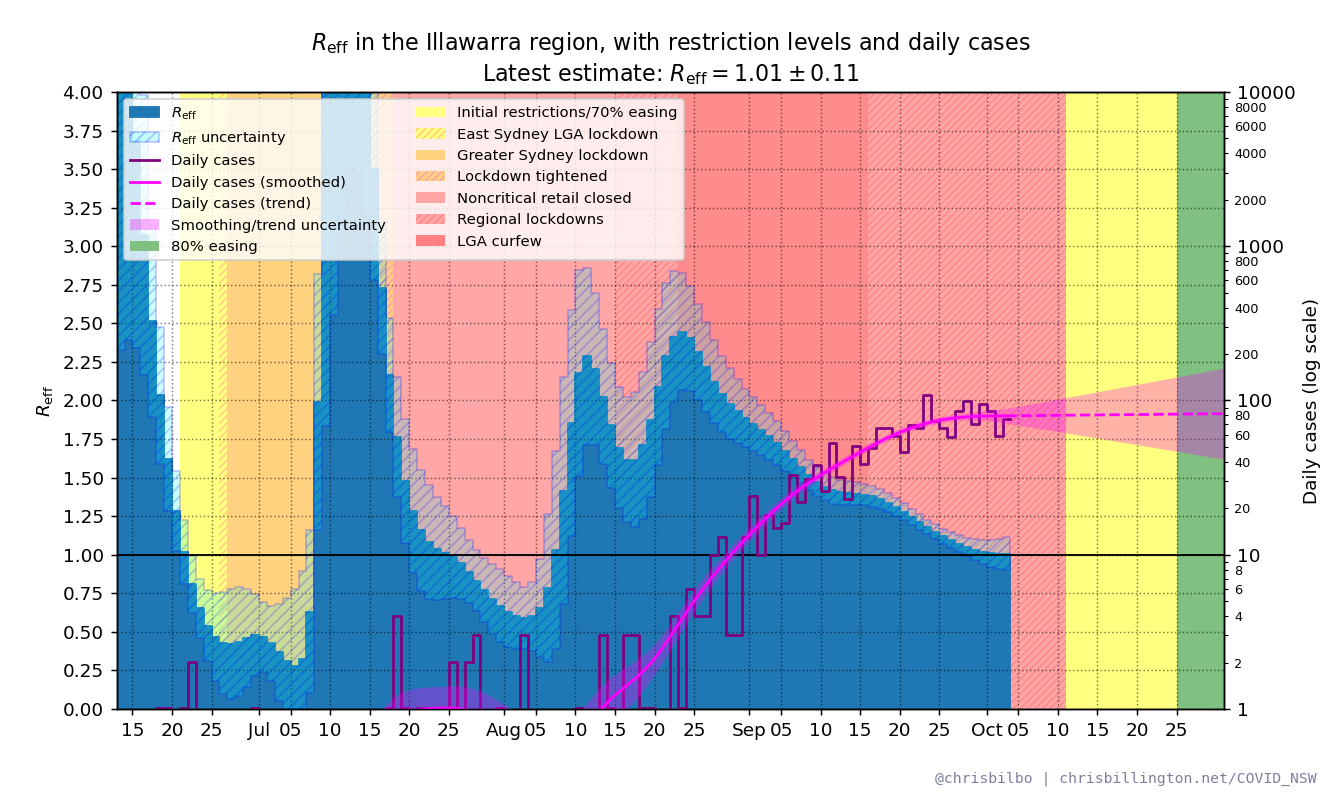 Reff in the Illawarra region, with restriction levels and daily cases
Latest estimate: Reff = 1.01 ± 0.11
Reff
Reff uncertainty
Daily cases
Daily cases (smoothed)
Daily cases (trend)
Smoothing/trend uncertainty
80% easing
Initial restrictions/70% easing
East Sydney LGA lockdown
Greater Sydney lockdown
Lockdown tightened
Noncritical retail closed
Regional lockdowns
LGA curfew
Reff
4.00
3.75
3.50
3.25
3.00
2.75
2.50
2.25
2.00
1.75
1.50
1.25
1.00
0.75
0.50
0.25
0.00
10000
8000
6000
4000
2000
1000
800
600
400
200
100
80
60
40
20
10
8
6
4
2
1
Daily cases (log scale)
15 20 25 Jul 05 10 15 20 25 Aug 05 10 15 20 25 Sep 05 10 15 20 25 Oct 05 10 15 20 25
@chrisbilbo | chrisbillington.net/COVID_NSW